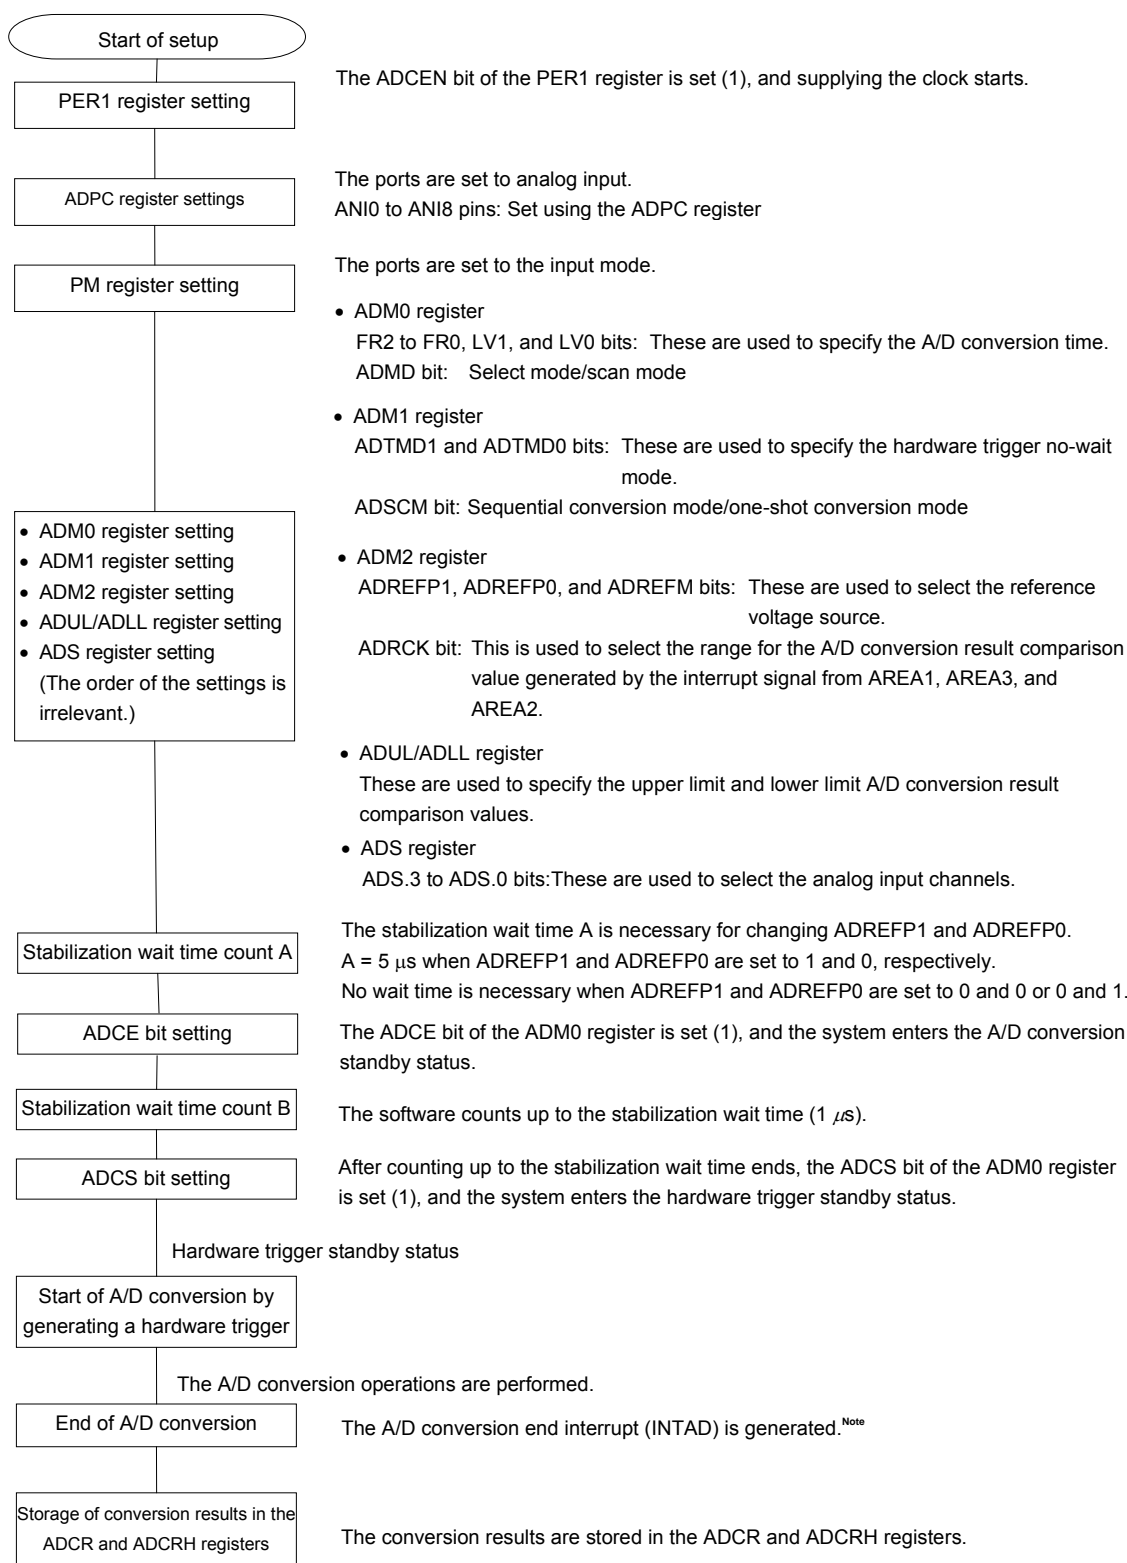 Start of setup
The ADCEN bit of the PER1 register is set (1), and supplying the clock starts.
PER1 register setting
The ports are set to analog input.
ADPC register settings
ANI0 to ANI8 pins: Set using the ADPC register
The ports are set to the input mode.
PM register setting
• ADM0 register
FR2 to FR0, LV1, and LV0 bits: These are used to specify the A/D conversion time.
ADMD bit: Select mode/scan mode
• ADM1 register
ADTMD1 and ADTMD0 bits: These are used to specify the hardware trigger no-wait
mode.
ADSCM bit: Sequential conversion mode/one-shot conversion mode
• ADM0 register setting
• ADM1 register setting
• ADM2 register setting
• ADUL/ADLL register setting
• ADS register setting
(The order of the settings is
irrelevant.)
• ADM2 register
ADREFP1, ADREFP0, and ADREFM bits: These are used to select the reference
voltage source.
ADRCK bit: This is used to select the range for the A/D conversion result comparison
value generated by the interrupt signal from AREA1, AREA3, and
AREA2.
• ADUL/ADLL register
These are used to specify the upper limit and lower limit A/D conversion result
comparison values.
• ADS register
ADS.3 to ADS.0 bits:These are used to select the analog input channels.
Stabilization wait time count A
The stabilization wait time A is necessary for changing ADREFP1 and ADREFP0.
A = 5 μs when ADREFP1 and ADREFP0 are set to 1 and 0, respectively.
No wait time is necessary when ADREFP1 and ADREFP0 are set to 0 and 0 or 0 and 1.
ADCE bit setting
The ADCE bit of the ADM0 register is set (1), and the system enters the A/D conversion
standby status.
Stabilization wait time count B
The software counts up to the stabilization wait time (1 μs).
ADCS bit setting
After counting up to the stabilization wait time ends, the ADCS bit of the ADM0 register
is set (1), and the system enters the hardware trigger standby status.
Hardware trigger standby status
Start of A/D conversion by
generating a hardware trigger
The A/D conversion operations are performed.
End of A/D conversion
The A/D conversion end interrupt (INTAD) is generated.Note
Storage of conversion results in the
ADCR and ADCRH registers
The conversion results are stored in the ADCR and ADCRH registers.